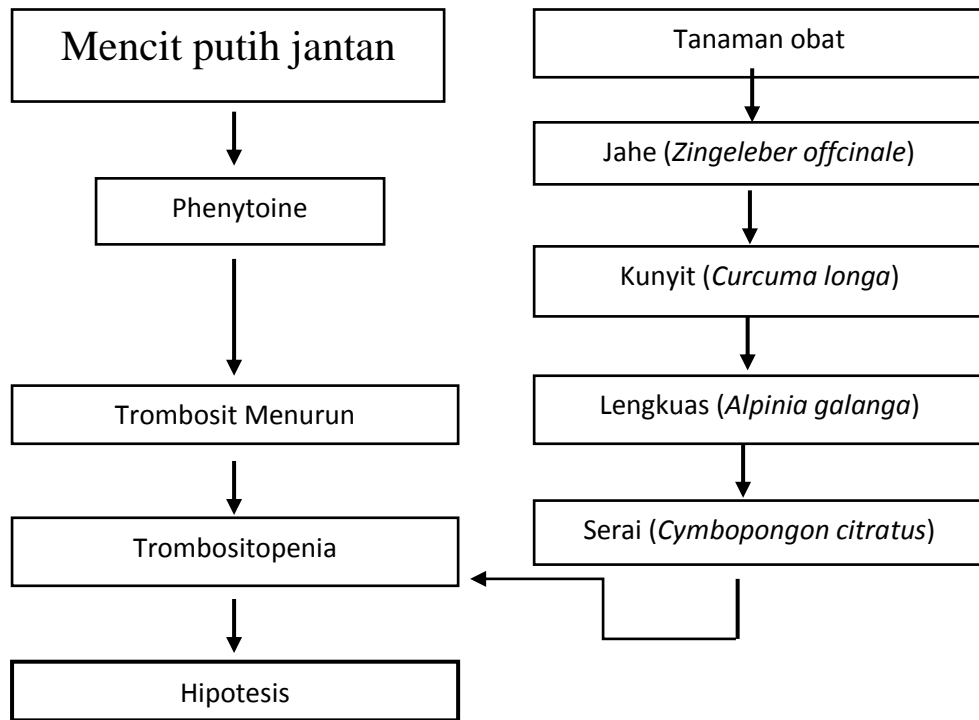 Mencit putih jantan
Phenytoine
Trombosit Menurun
Trombositopenia
Hipotesis
Tanaman obat
Jahe (Zingeleber offcinale)
Kunyit (Curcuma longa)
Lengkuas (Alpinia galanga)
Serai (Cymbopongon citratus)